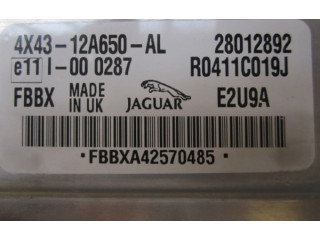 4X43-12A650-AL 28012892
e11 I-00 0287 R0411C019J
FBBX MADE IN UK JAGUAR E2U9A
*FBBXA42570485*